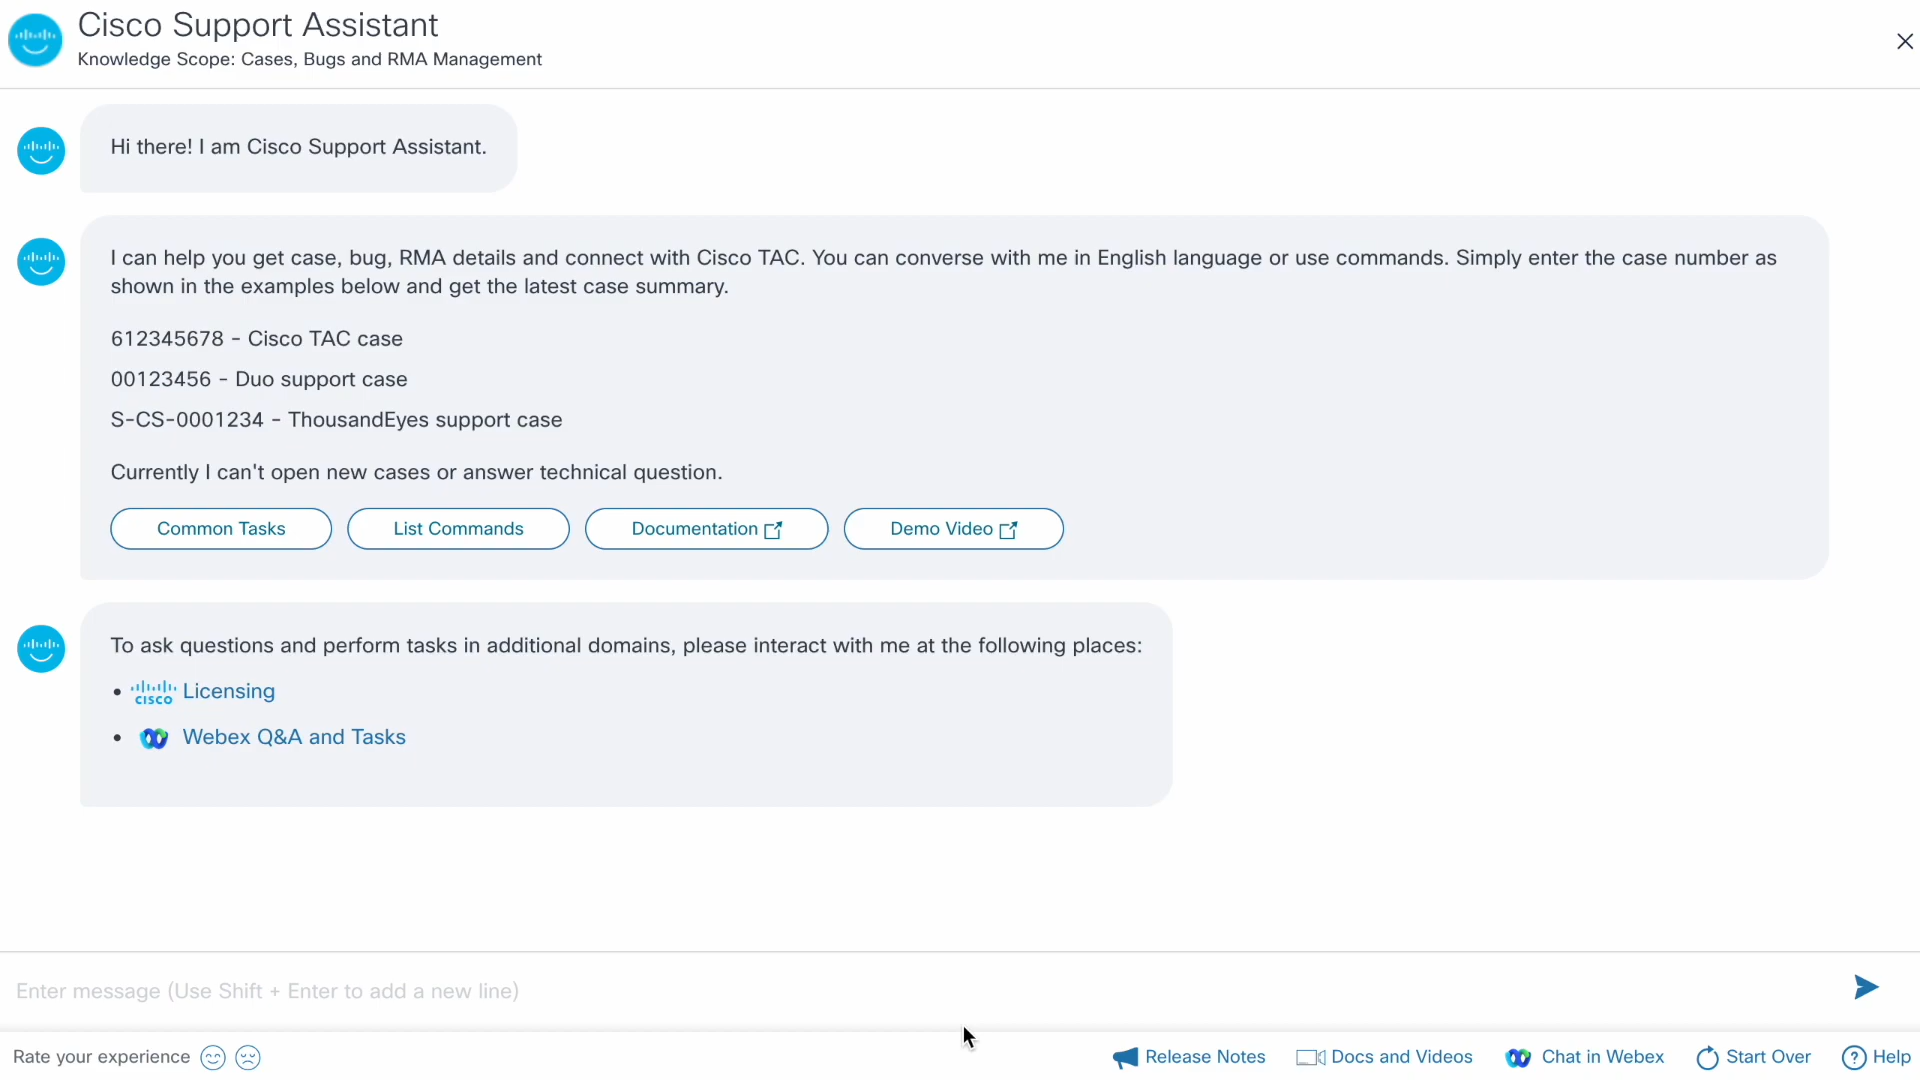 Cisco Support Assistant
Knowledge Scope: Cases, Bugs and RMA Management
Hi there! I am Cisco Support Assistant.
I can help you get case, bug, RMA details and connect with Cisco TAC. You can converse with me in English language or use commands. Simply enter the case number as
shown in the examples below and get the latest case summary.
612345678 - Cisco TAC case
00123456 - Duo support case
S-CS-0001234 - ThousandEyes support case
Currently I can't open new cases or answer technical question.
Common Tasks
List Commands
Documentation
Demo Video
To ask questions and perform tasks in additional domains, please interact with me at the following places:
• CISCO Licensing
• Webex Q&A and Tasks
Enter message (Use Shift + Enter to add a new line)
Rate your experience
Release Notes
Docs and Videos
Chat in Webex
Start Over
? Help